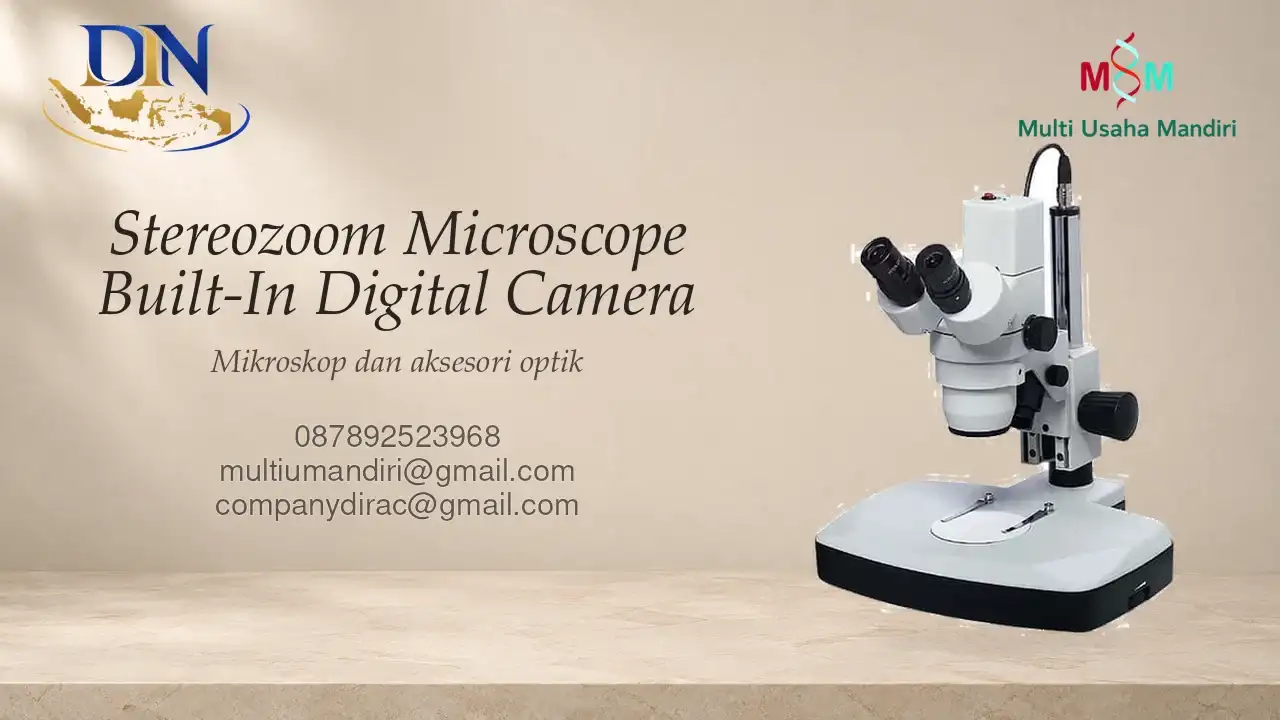 DN
MSM
Multi Usaha Mandiri
Stereozoom Microscope
Built-In Digital Camera
Mikroskop dan aksesori optik
087892523968
multiumandiri@gmail.com
companydirac@gmail.com